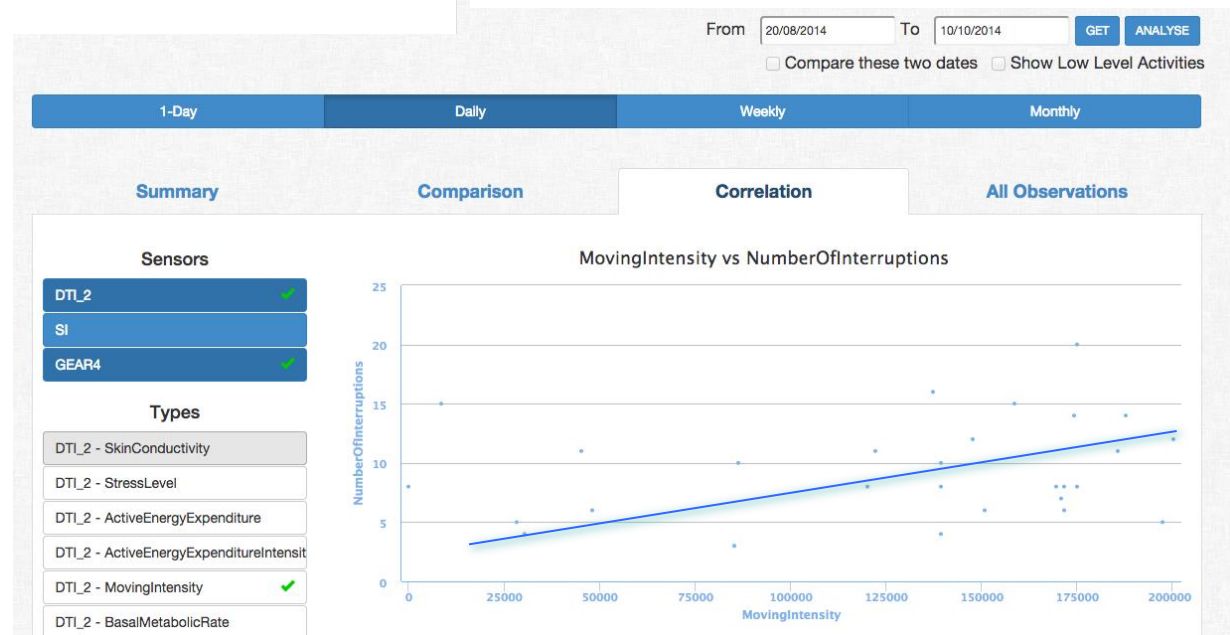 From 20/08/2014 To 10/10/2014 GET ANALYSE
Compare these two dates Show Low Level Activities
1-Day Daily Weekly Monthly
Summary Comparison Correlation All Observations
Sensors
DTI_2
SI
GEAR4
Types
DTI_2 - SkinConductivity
DTI_2 - StressLevel
DTI_2 - ActiveEnergyExpenditure
DTI_2 - ActiveEnergyExpenditureIntensit
DTI_2 - MovingIntensity
DTI_2 - BasalMetabolicRate
MovingIntensity vs NumberOfInterruptions
NumberOfInterruptions
25
20
15
10
5
0
0 25000 50000 75000 100000 125000 150000 175000 200000
MovingIntensity